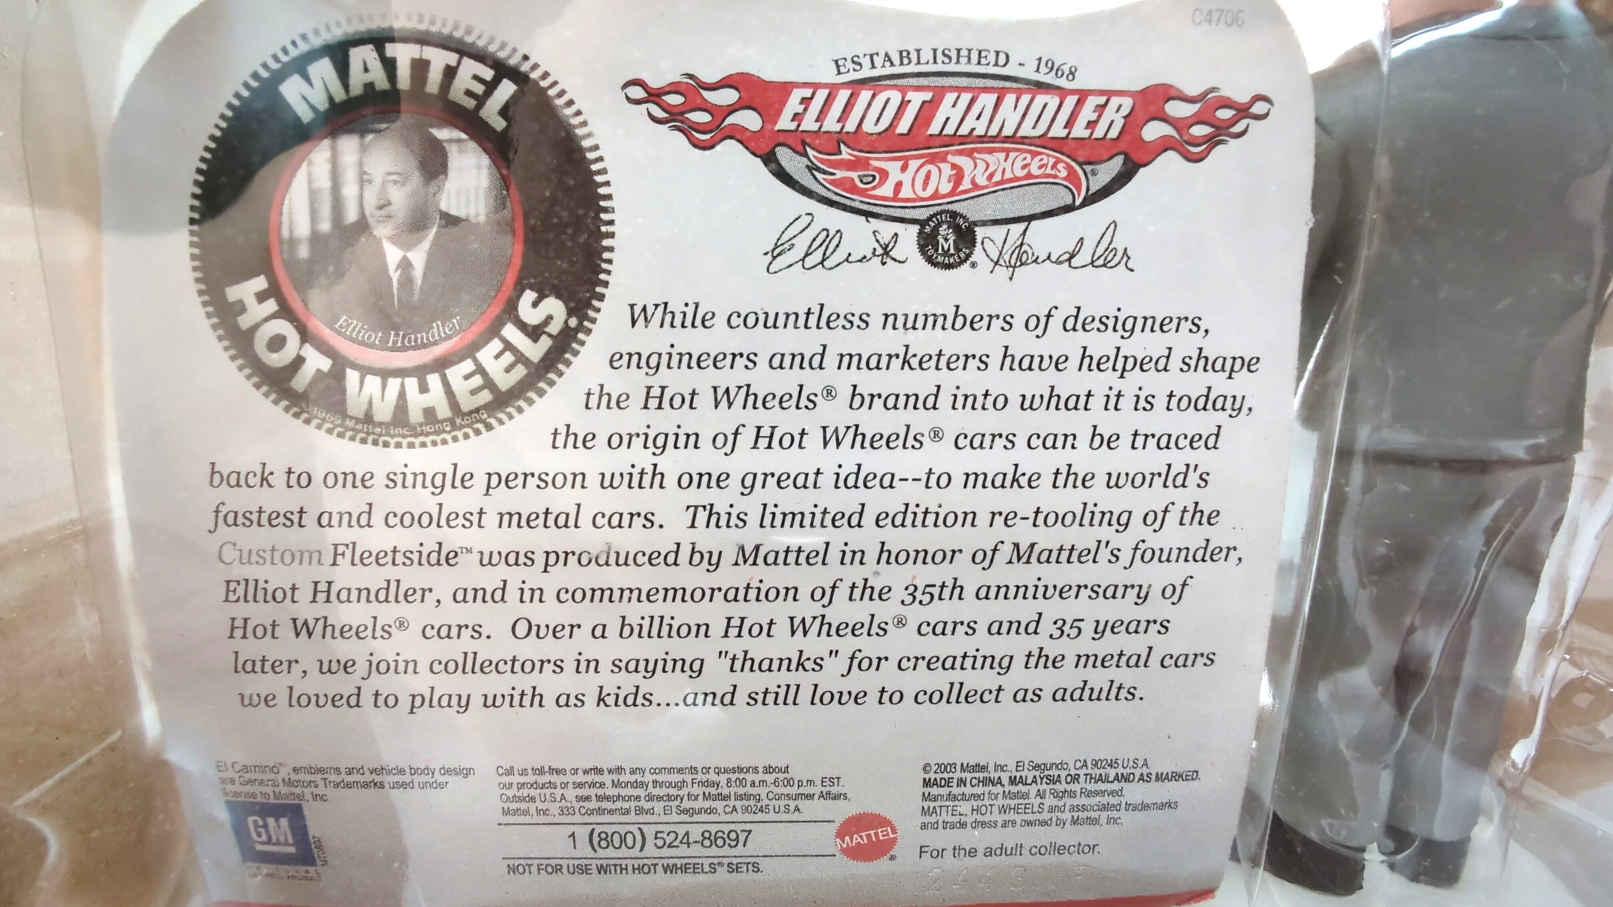 C4706
MATTEL
Elliot Handler
HOT WHEELS
1969 Mattel Inc. Hong Kong
ESTABLISHED - 1968
ELLIOT HANDLER
HOT WHEELS
Elliot Handler
MATTEL, INC.
M
TOYMAKERS
While countless numbers of designers,
engineers and marketers have helped shape
the Hot Wheels® brand into what it is today,
the origin of Hot Wheels® cars can be traced
back to one single person with one great idea--to make the world's
fastest and coolest metal cars. This limited edition re-tooling of the
Custom Fleetside™ was produced by Mattel in honor of Mattel's founder,
Elliot Handler, and in commemoration of the 35th anniversary of
Hot Wheels® cars. Over a billion Hot Wheels® cars and 35 years
later, we join collectors in saying "thanks" for creating the metal cars
we loved to play with as kids...and still love to collect as adults.
El Camino™, emblems and vehicle body design
are General Motors Trademarks used under
license to Mattel, Inc.
GM
Call us toll-free or write with any comments or questions about
our products or service. Monday through Friday, 8:00 a.m.-6:00 p.m. EST.
Outside U.S.A., see telephone directory for Mattel listing. Consumer Affairs,
Mattel, Inc., 333 Continental Blvd., El Segundo, CA 90245 U.S.A.
1 (800) 524-8697
NOT FOR USE WITH HOT WHEELS® SETS.
MATTEL®
© 2003 Mattel, Inc., El Segundo, CA 90245 U.S.A.
MADE IN CHINA, MALAYSIA OR THAILAND AS MARKED.
Manufactured for Mattel. All Rights Reserved.
MATTEL, HOT WHEELS and associated trademarks
and trade dress are owned by Mattel, Inc.
For the adult collector.